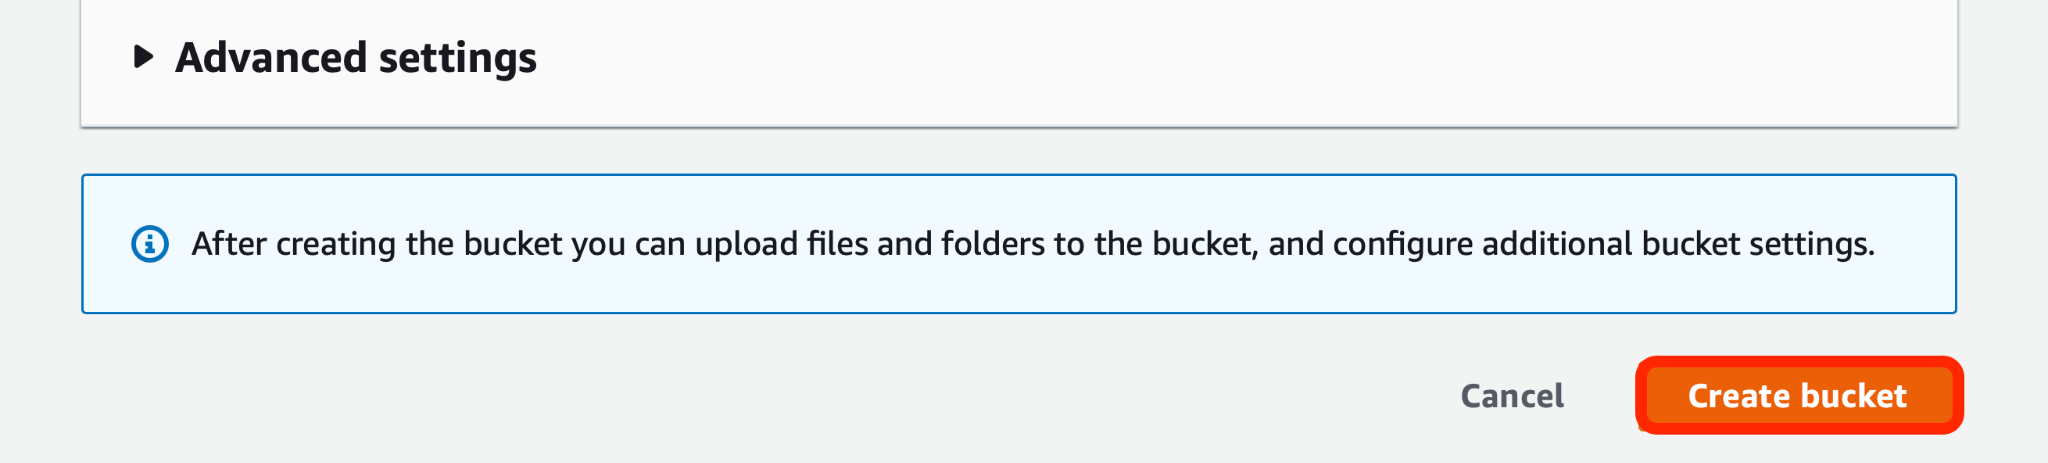 Advanced settings
After creating the bucket you can upload files and folders to the bucket, and configure additional bucket settings.
Cancel
Create bucket